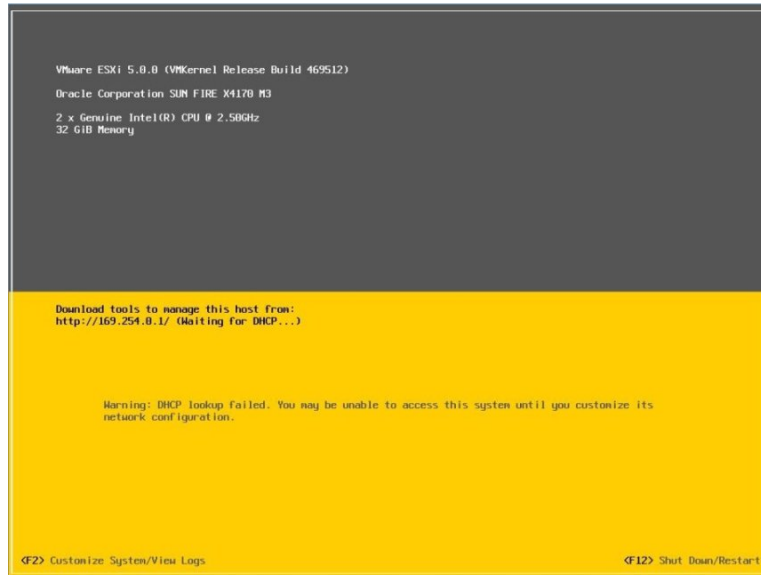 VMware ESXi 5.0.0 (VMKernel Release Build 469512)
Oracle Corporation SUN FIRE X4170 M3
2 x Genuine Intel(R) CPU @ 2.50GHz
32 GiB Memory
Download tools to manage this host from:
http://169.254.0.1/ (Waiting for DHCP...)
Warning: DHCP lookup failed. You may be unable to access this system until you customize its
network configuration.
<F2> Customize System/View Logs
<F12> Shut Down/Restart